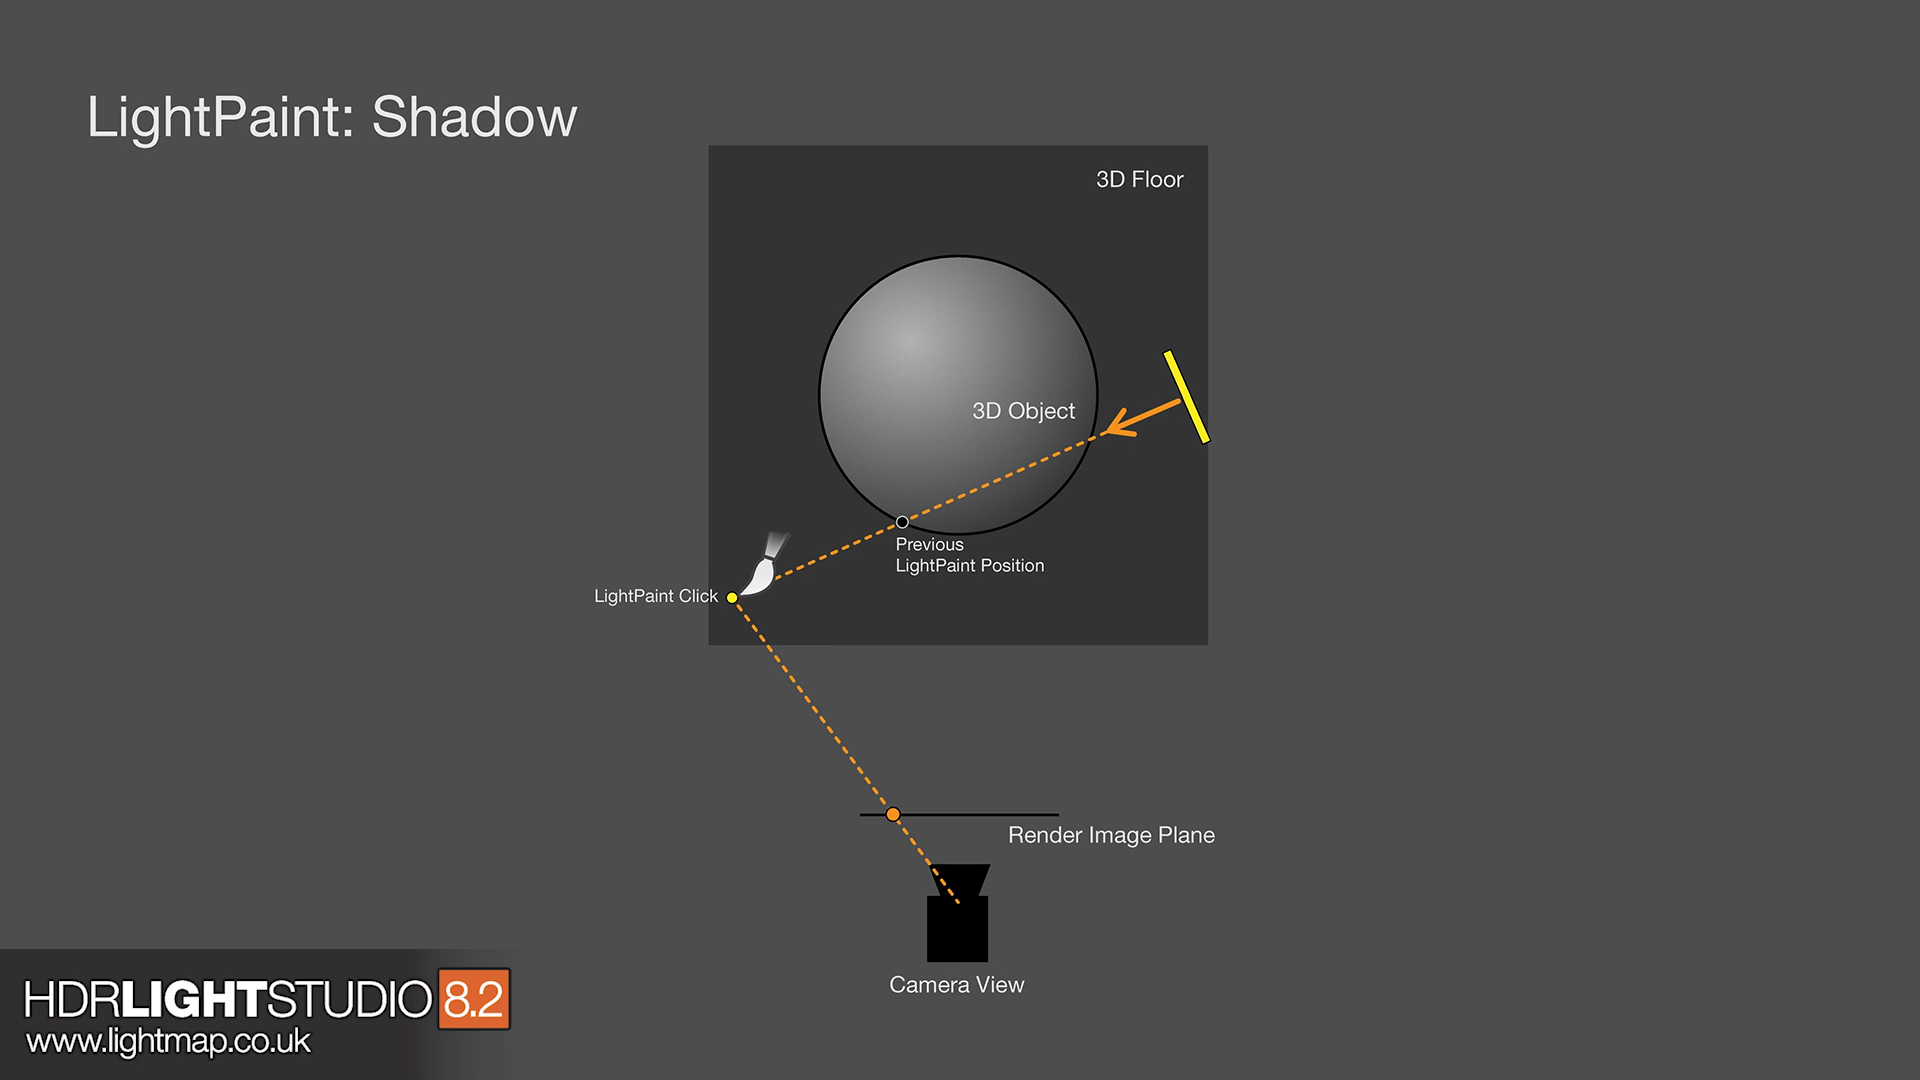 LightPaint: Shadow
3D Floor
3D Object
Previous
LightPaint Position
LightPaint Click
Render Image Plane
Camera View
HDRLIGHTSTUDIO 8.2
www.lightmap.co.uk